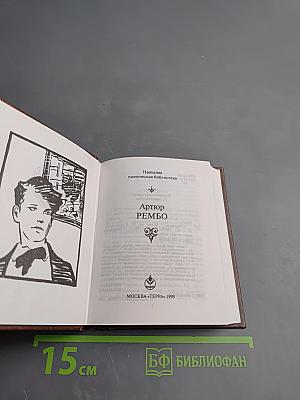 Народная
поэтическая библиотека
Артюр
РЕМБО
МОСКВА «ТЕРРА» 1999
15 см
БФ БИБЛИОФАН